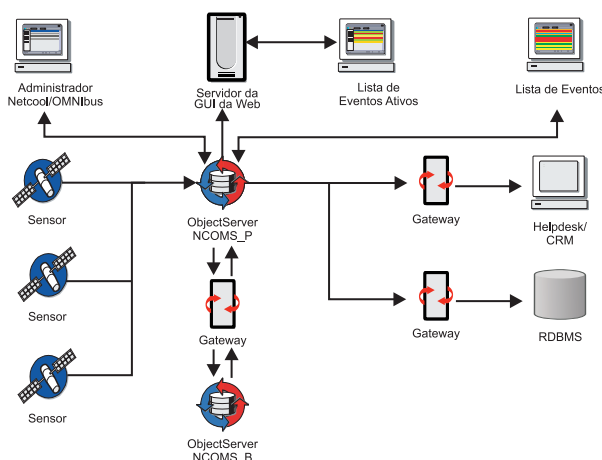 Administrador
Netcool/OMNIbus
Servidor da
GUI da Web
Lista de
Eventos Ativos
Lista de Eventos
Sensor
ObjectServer
NCOMS_P
Gateway
Helpdesk/
CRM
Sensor
Gateway
Gateway
RDBMS
Sensor
ObjectServer
NCOMS_B